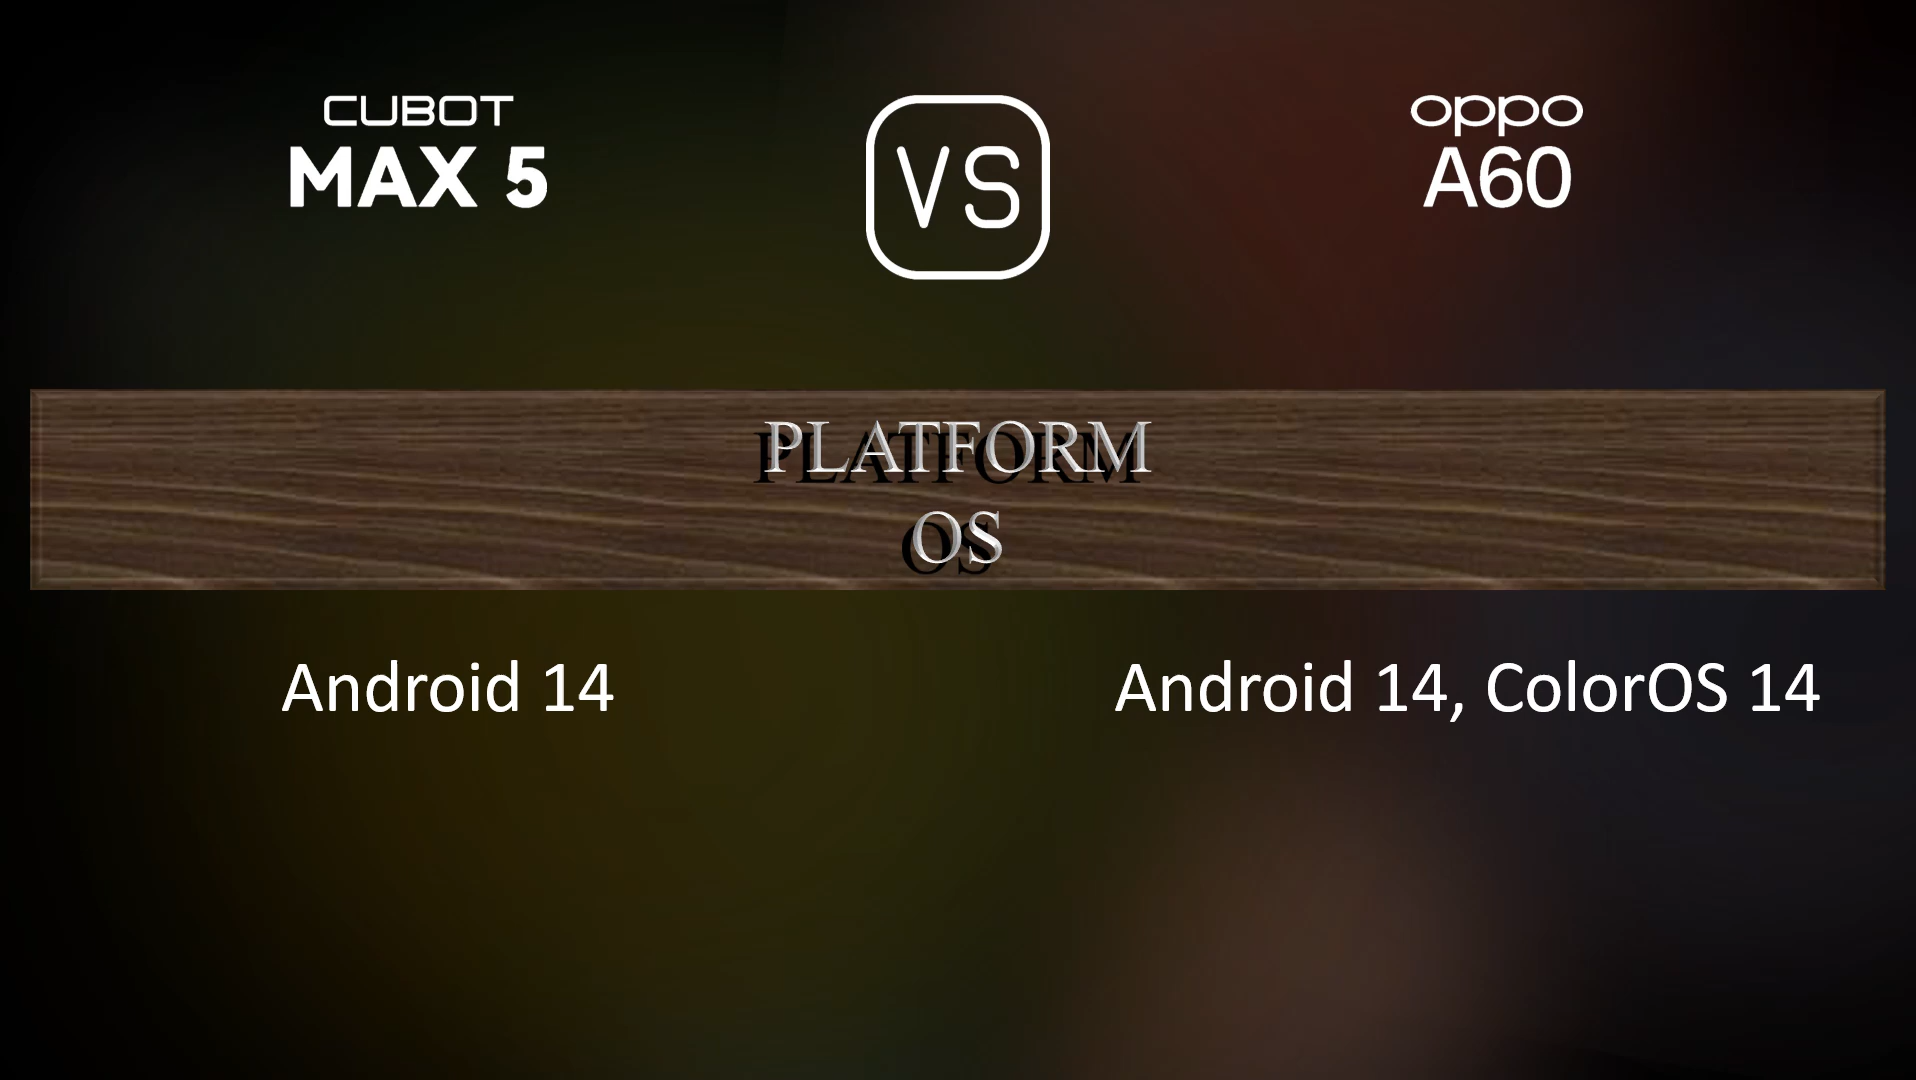 CUBOT
MAX 5
VS
oppo
A60
PLATFORM
OS
Android 14
Android 14, ColorOS 14